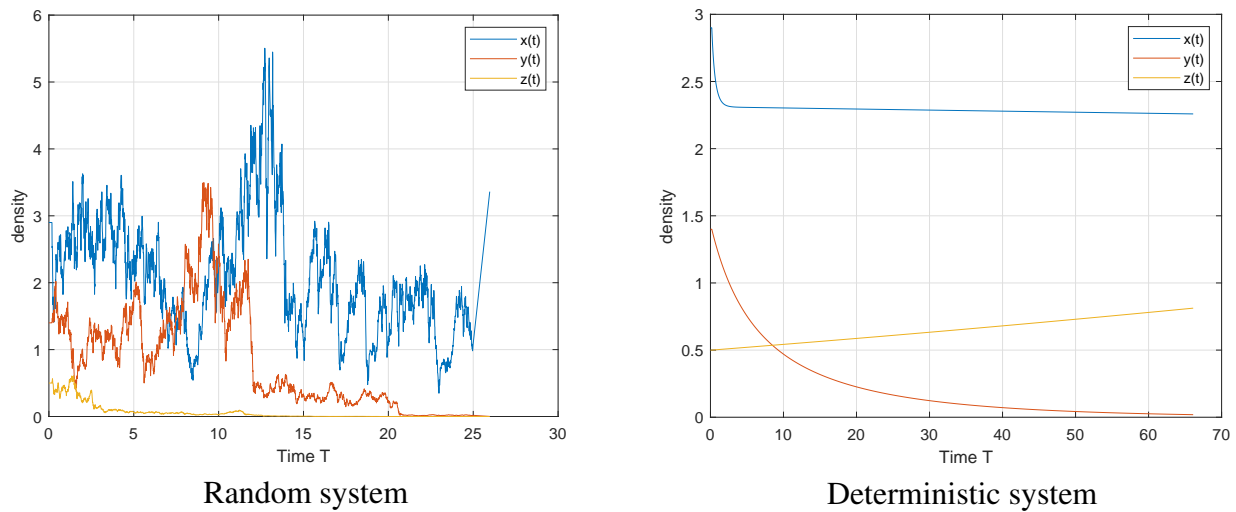 6
5
4
3
2
1
0
density
0 5 10 15 20 25 30
Time T
x(t)
y(t)
z(t)
Random system
3
2.5
2
1.5
1
0.5
0
density
0 10 20 30 40 50 60 70
Time T
x(t)
y(t)
z(t)
Deterministic system